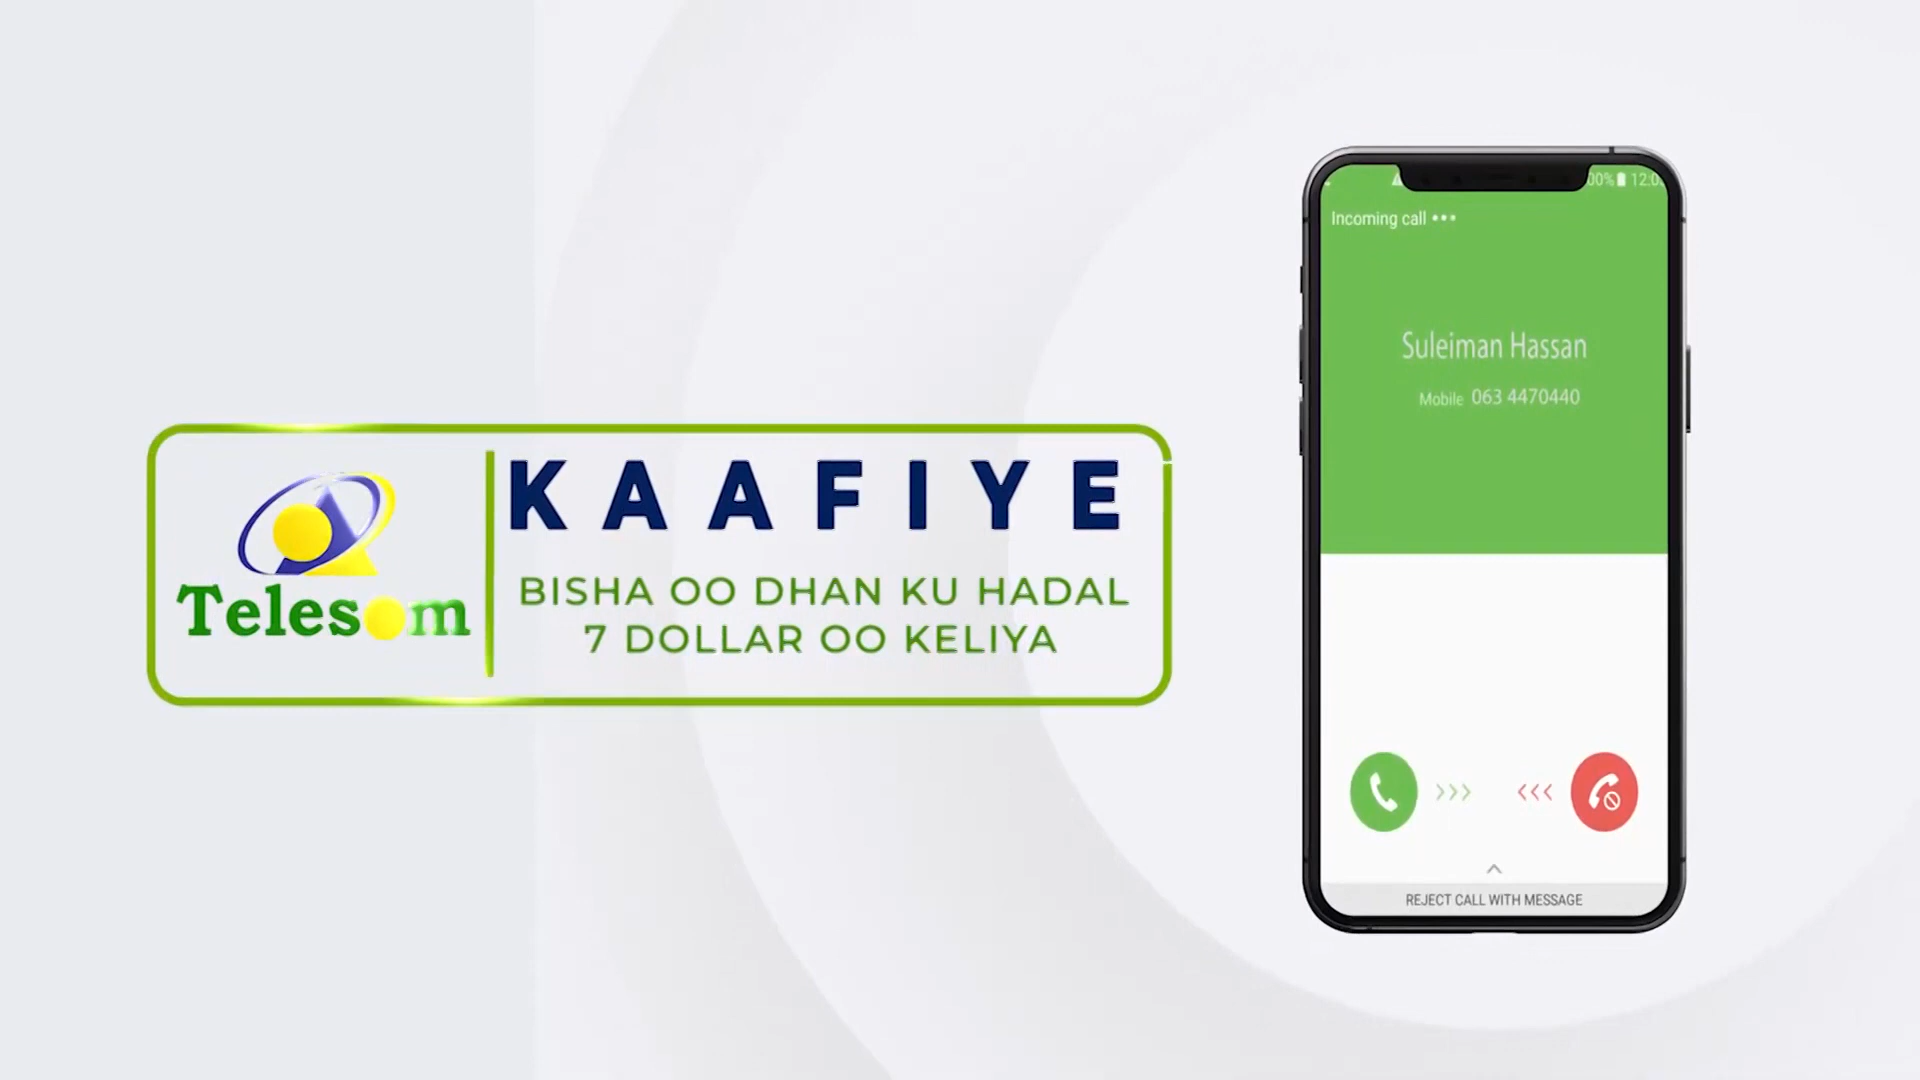 Telesom
KAAFIYE
BISHA OO DHAN KU HADAL
7 DOLLAR OO KELIYA
Incoming call •••
Suleiman Hassan
Mobile 063 4470440
REJECT CALL WITH MESSAGE